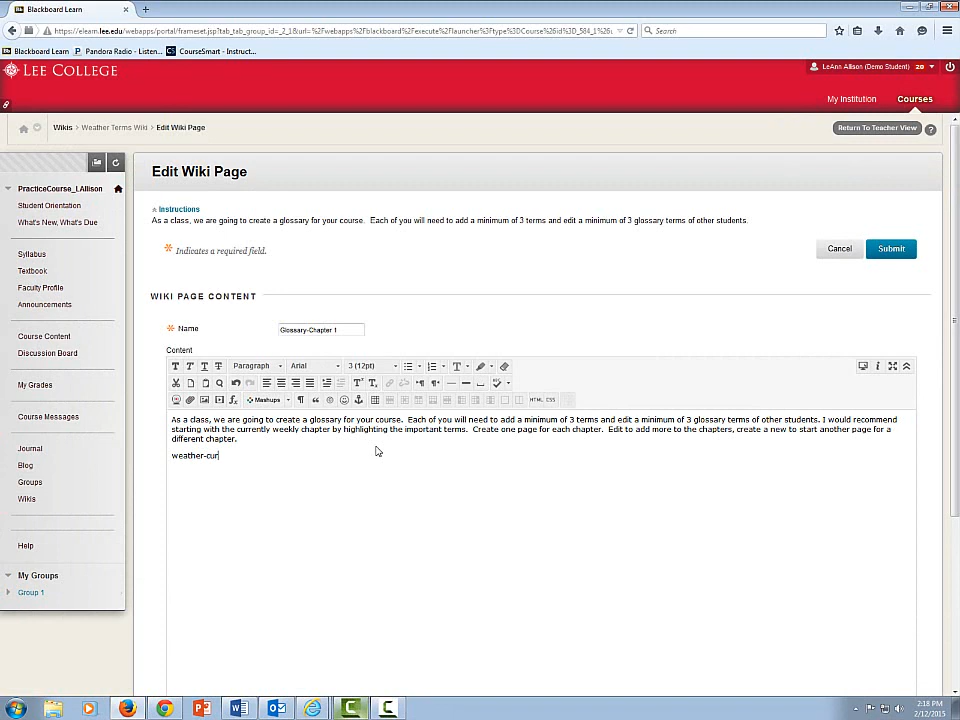 Blackboard Learn
https://elearn.lee.edu/webapps/portal/frameset.jsp?tab_tab_group_id=_2_1&url=%2Fwebapps%2Fblackboard%2Fexecute%2Flauncher%3Ftype%3DCourse%26id%3D_584_1%26u
Search
Blackboard Learn
Pandora Radio - Listen...
CourseSmart - Instruct...
LEE COLLEGE
LeAnn Allison (Demo Student) 20
My Institution
Courses
Wikis > Weather Terms Wiki > Edit Wiki Page
Return To Teacher View
?
PracticeCourse_LAllison
Student Orientation
What's New, What's Due
Syllabus
Textbook
Faculty Profile
Announcements
Course Content
Discussion Board
My Grades
Course Messages
Journal
Blog
Groups
Wikis
Help
My Groups
Group 1
Edit Wiki Page
Instructions
As a class, we are going to create a glossary for your course.  Each of you will need to add a minimum of 3 terms and edit a minimum of 3 glossary terms of other students.
Indicates a required field.
Cancel
Submit
WIKI PAGE CONTENT
Name
Glossary-Chapter 1
Content
T T T T Paragraph Arial 3 (12pt)
Mashups
HTML CSS
As a class, we are going to create a glossary for your course.  Each of you will need to add a minimum of 3 terms and edit a minimum of 3 glossary terms of other students. I would recommend
starting with the currently weekly chapter by highlighting the important terms.  Create one page for each chapter.  Edit to add more to the chapters, create a new to start another page for a
different chapter.
weather-cur
2:18 PM
2/12/2015